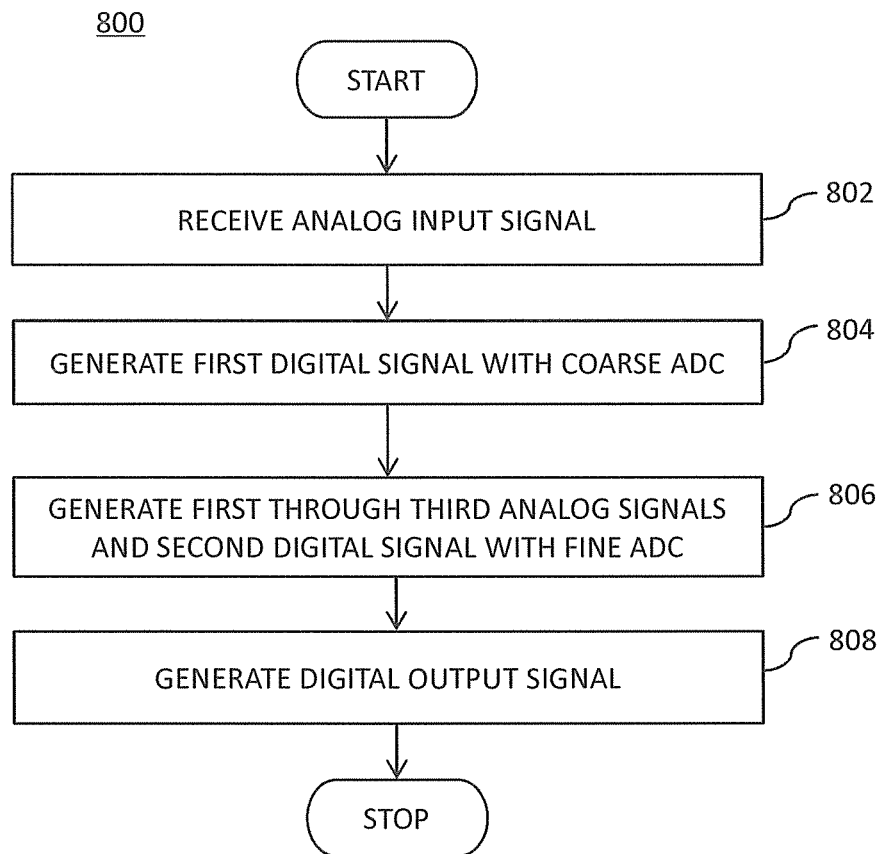 800
START
RECEIVE ANALOG INPUT SIGNAL
802
GENERATE FIRST DIGITAL SIGNAL WITH COARSE ADC
804
GENERATE FIRST THROUGH THIRD ANALOG SIGNALS
AND SECOND DIGITAL SIGNAL WITH FINE ADC
806
GENERATE DIGITAL OUTPUT SIGNAL
808
STOP